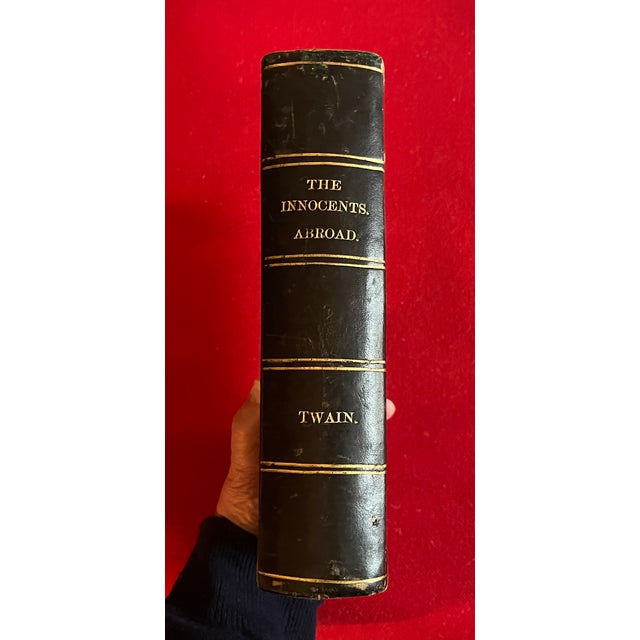 THE
INNOCENTS.
ABROAD.
TWAIN.